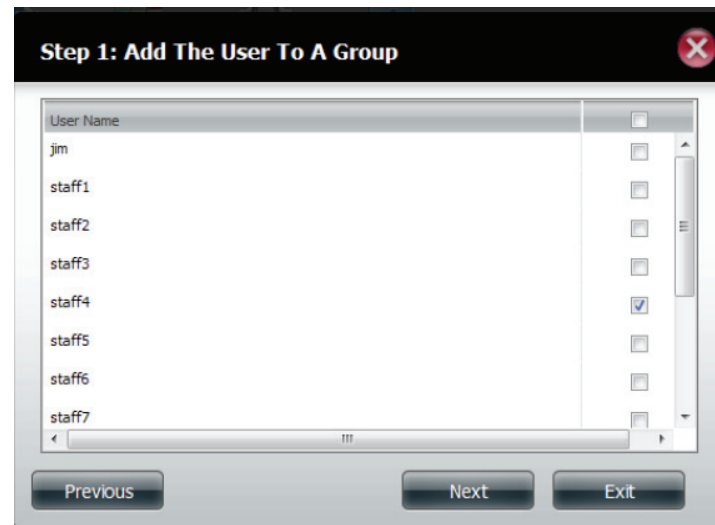 Step 1: Add The User To A Group
User Name
jim
staff1
staff2
staff3
staff4
staff5
staff6
staff7
Previous
Next
Exit